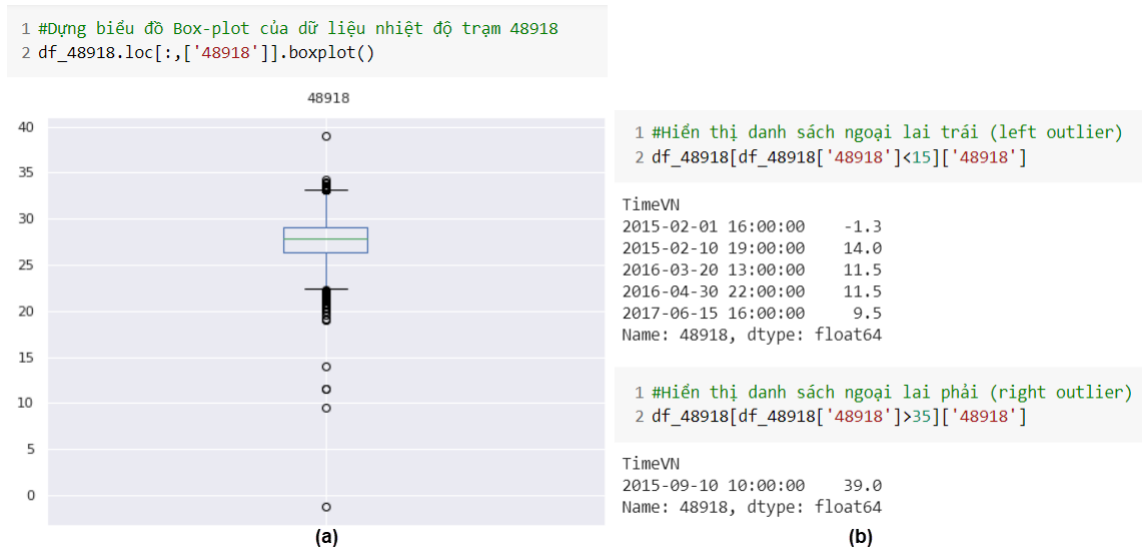 1 #Dựng biểu đồ Box-plot của dữ liệu nhiệt độ trạm 48918
2 df_48918.loc[:,['48918']].boxplot()
48918
40
35
30
25
20
15
10
5
0
(a)
1 #Hiển thị danh sách ngoại lai trái (left outlier)
2 df_48918[df_48918['48918']<15]['48918']
TimeVN
2015-02-01 16:00:00 -1.3
2015-02-10 19:00:00 14.0
2016-03-20 13:00:00 11.5
2016-04-30 22:00:00 11.5
2017-06-15 16:00:00 9.5
Name: 48918, dtype: float64
1 #Hiển thị danh sách ngoại lai phải (right outlier)
2 df_48918[df_48918['48918']>35]['48918']
TimeVN
2015-09-10 10:00:00 39.0
Name: 48918, dtype: float64
(b)